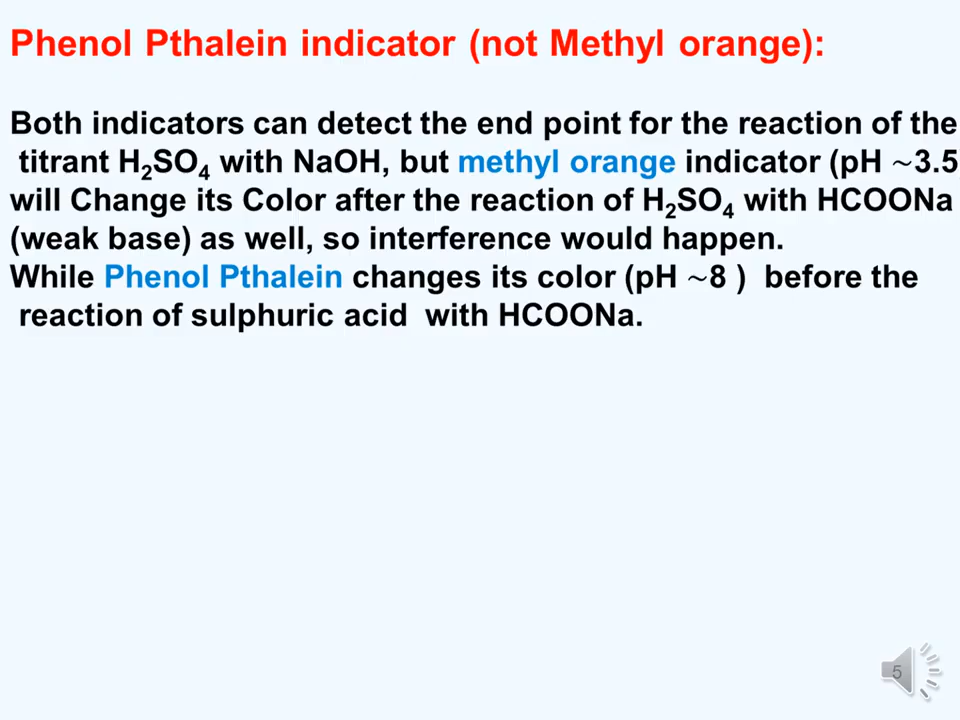 Phenol Pthalein indicator (not Methyl orange):
Both indicators can detect the end point for the reaction of the
titrant H₂SO₄ with NaOH, but methyl orange indicator (pH ~3.5
will Change its Color after the reaction of H₂SO₄ with HCOONa
(weak base) as well, so interference would happen.
While Phenol Pthalein changes its color (pH ~8 ) before the
reaction of sulphuric acid with HCOONa.
5